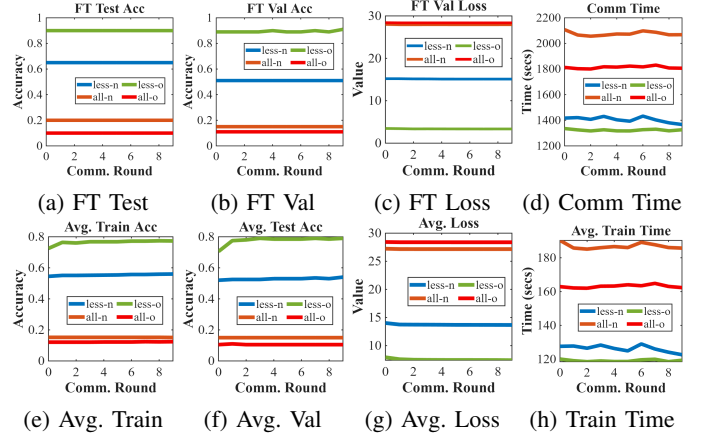 FT Test Acc
1
0.8
0.6
0.4
0.2
0
Accuracy
less-n less-o
all-n all-o
0 2 4 6 8
Comm. Round
(a) FT Test
FT Val Acc
1
0.8
0.6
0.4
0.2
0
Accuracy
less-n less-o
all-n all-o
0 2 4 6 8
Comm. Round
(b) FT Val
FT Val Loss
30
20
10
0
Value
less-n less-o
all-n all-o
0 2 4 6 8
Comm. Round
(c) FT Loss
Comm Time
2200
2000
1800
1600
1400
1200
Time (secs)
less-n less-o
all-n all-o
0 2 4 6 8
Comm. Round
(d) Comm Time
Avg. Train Acc
0.8
0.6
0.4
0.2
0
Accuracy
less-n less-o
all-n all-o
0 2 4 6 8
Comm. Round
(e) Avg. Train
Avg. Test Acc
0.8
0.6
0.4
0.2
0
Accuracy
less-n less-o
all-n all-o
0 2 4 6 8
Comm. Round
(f) Avg. Val
Avg. Loss
30
25
20
15
10
Value
less-n less-o
all-n all-o
0 2 4 6 8
Comm. Round
(g) Avg. Loss
Avg. Train Time
180
160
140
120
Time (secs)
less-n less-o
all-n all-o
0 2 4 6 8
Comm. Round
(h) Train Time